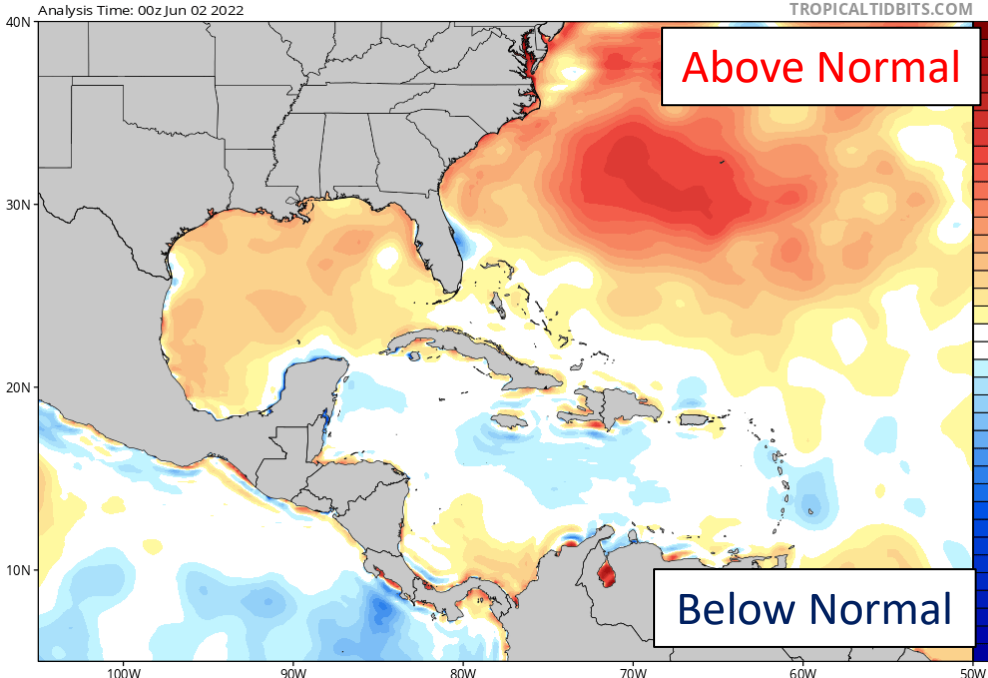 Analysis Time: 00z Jun 02 2022
TROPICALTIDBITS.COM
40N
Above Normal
30N
20N
10N
Below Normal
100W 90W 80W 70W 60W 50W